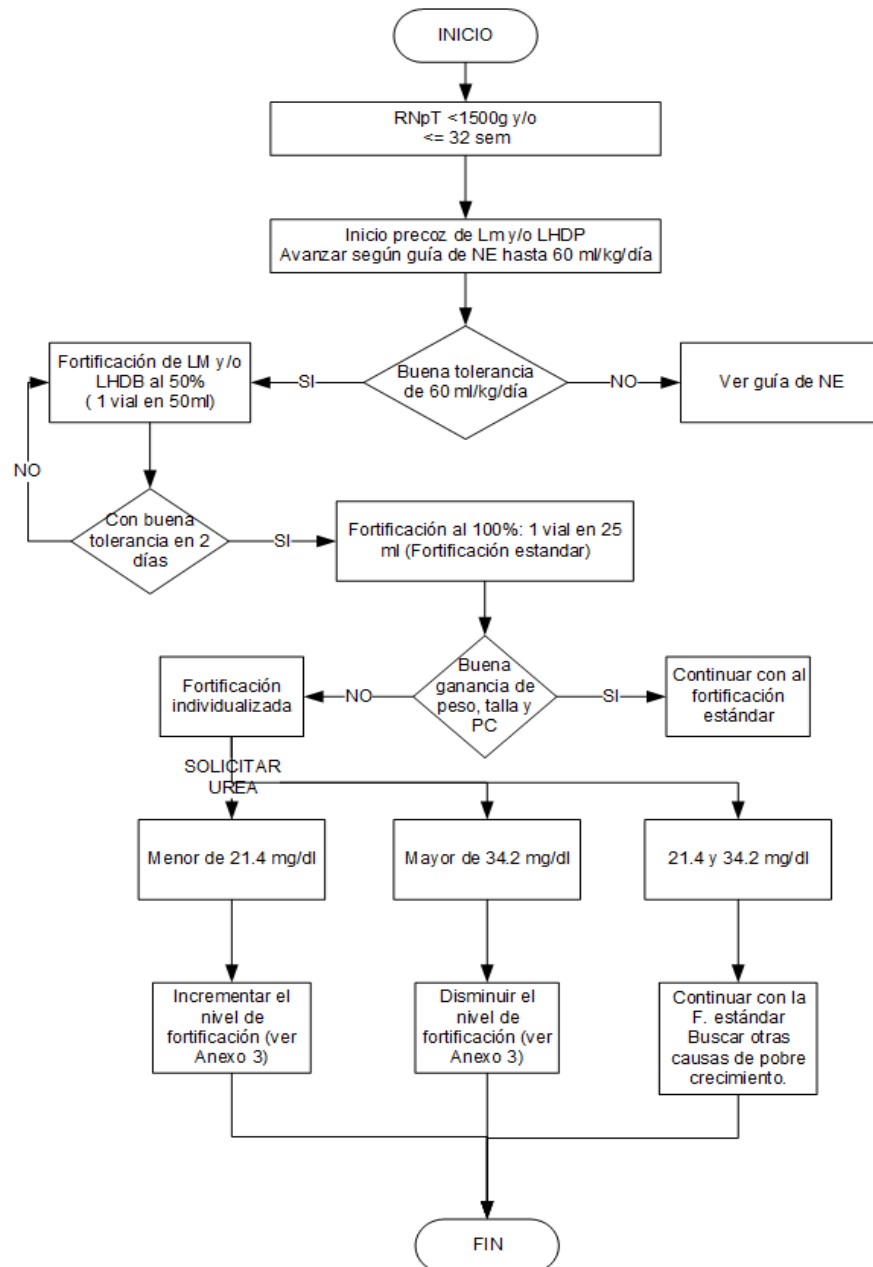 INICIO
RNpT <1500g y/o
<= 32 sem
Inicio precoz de Lm y/o LHDP
Avanzar según guía de NE hasta 60 ml/kg/día
Fortificación de LM y/o
LHDB al 50%
( 1 vial en 50ml)
SI
Buena tolerancia
de 60 ml/kg/día
NO
Ver guía de NE
NO
Con buena
tolerancia en 2
días
SI
Fortificación al 100%: 1 vial en 25
ml (Fortificación estandar)
Fortificación
individualizada
NO
Buena
ganancia de
peso, talla y
PC
SI
Continuar con al
fortificación
estándar
SOLICITAR
UREA
Menor de 21.4 mg/dl
Mayor de 34.2 mg/dl
21.4 y 34.2 mg/dl
Incrementar el
nivel de
fortificación (ver
Anexo 3)
Disminuir el
nivel de
fortificación (ver
Anexo 3)
Continuar con la
F. estándar
Buscar otras
causas de pobre
crecimiento.
FIN